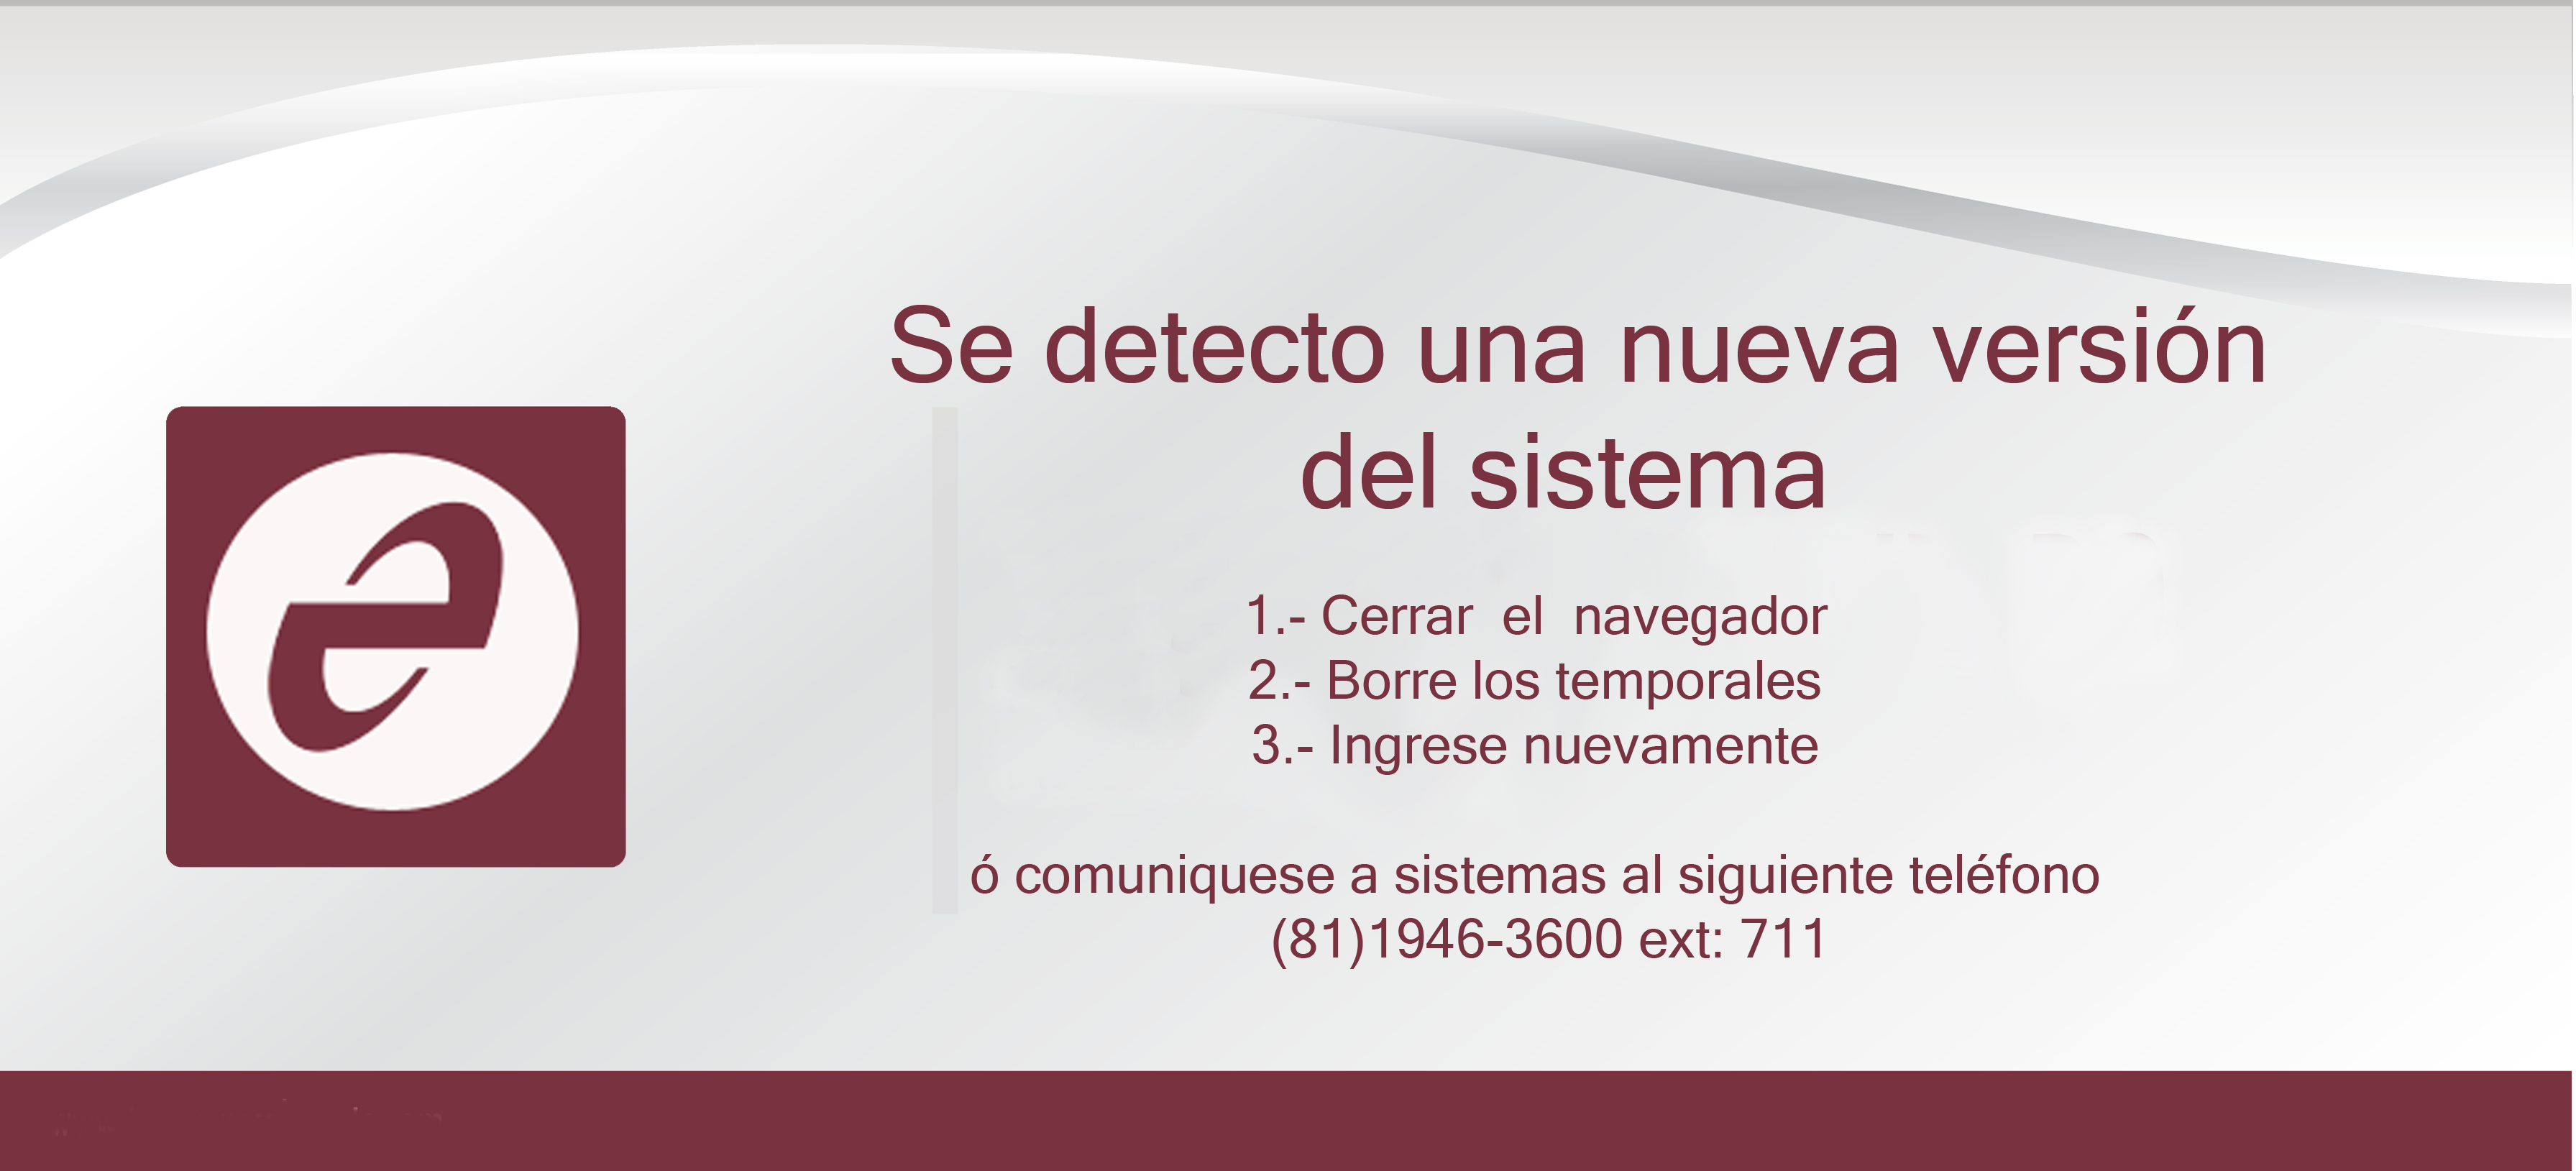 Se detecto una nueva versión
del sistema
1.- Cerrar el navegador
2.- Borre los temporales
3.- Ingrese nuevamente
ó comuniquese a sistemas al siguiente teléfono
(81)1946-3600 ext: 711
e